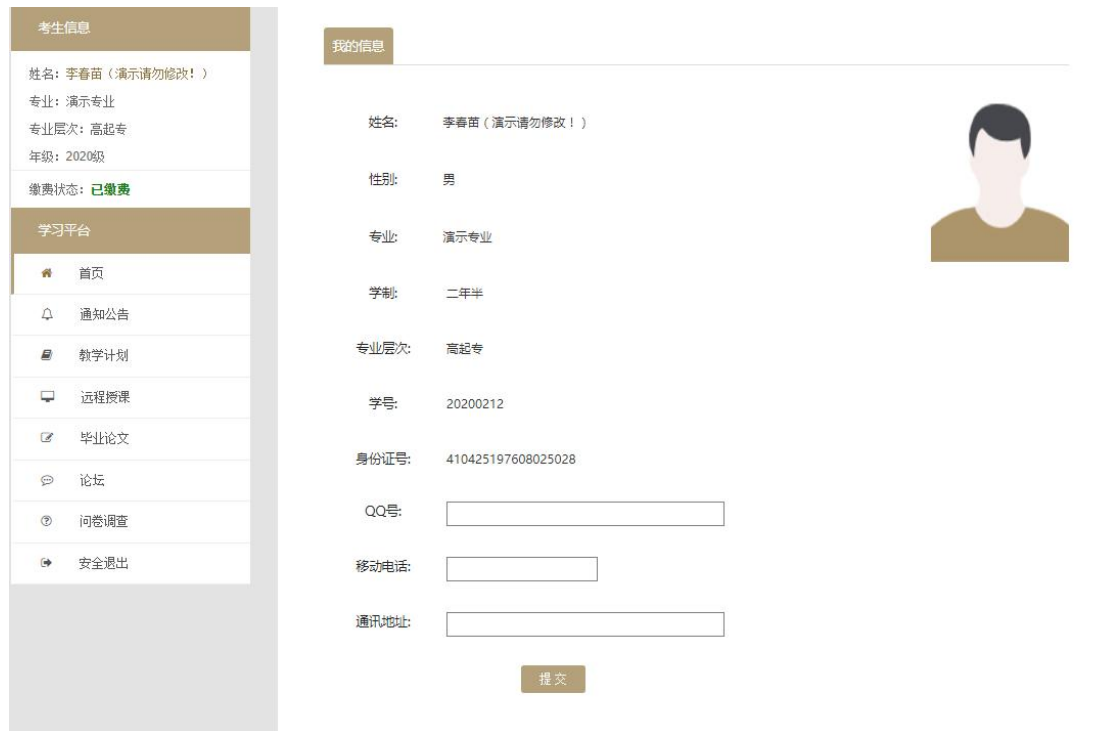 考生信息
姓名：李春苗（演示请勿修改！）
专业：演示专业
专业层次：高起专
年级：2020级
缴费状态：已缴费
学习平台
首页
通知公告
教学计划
远程授课
毕业论文
论坛
问卷调查
安全退出
我的信息
姓名: 李春苗（演示请勿修改！）
性别: 男
专业: 演示专业
学制: 二年半
专业层次: 高起专
学号: 20200212
身份证号: 410425197608025028
QQ号:
移动电话:
通讯地址:
提交